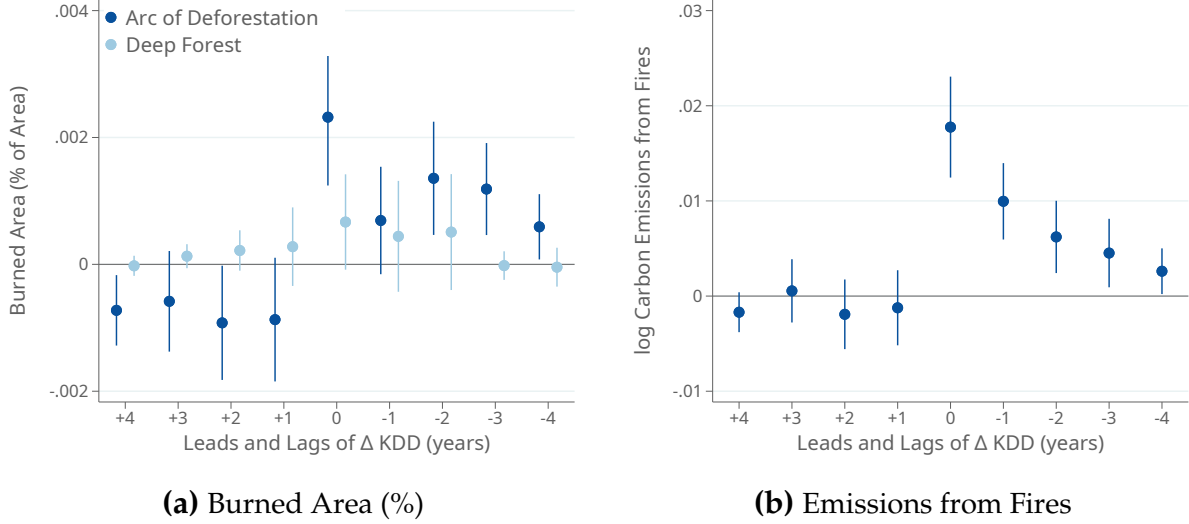 .004
.002
0
-.002
Burned Area (% of Area)
Arc of Deforestation
Deep Forest
+4 +3 +2 +1 0 -1 -2 -3 -4
Leads and Lags of Δ KDD (years)
(a) Burned Area (%)
.03
.02
.01
0
-.01
log Carbon Emissions from Fires
+4 +3 +2 +1 0 -1 -2 -3 -4
Leads and Lags of Δ KDD (years)
(b) Emissions from Fires